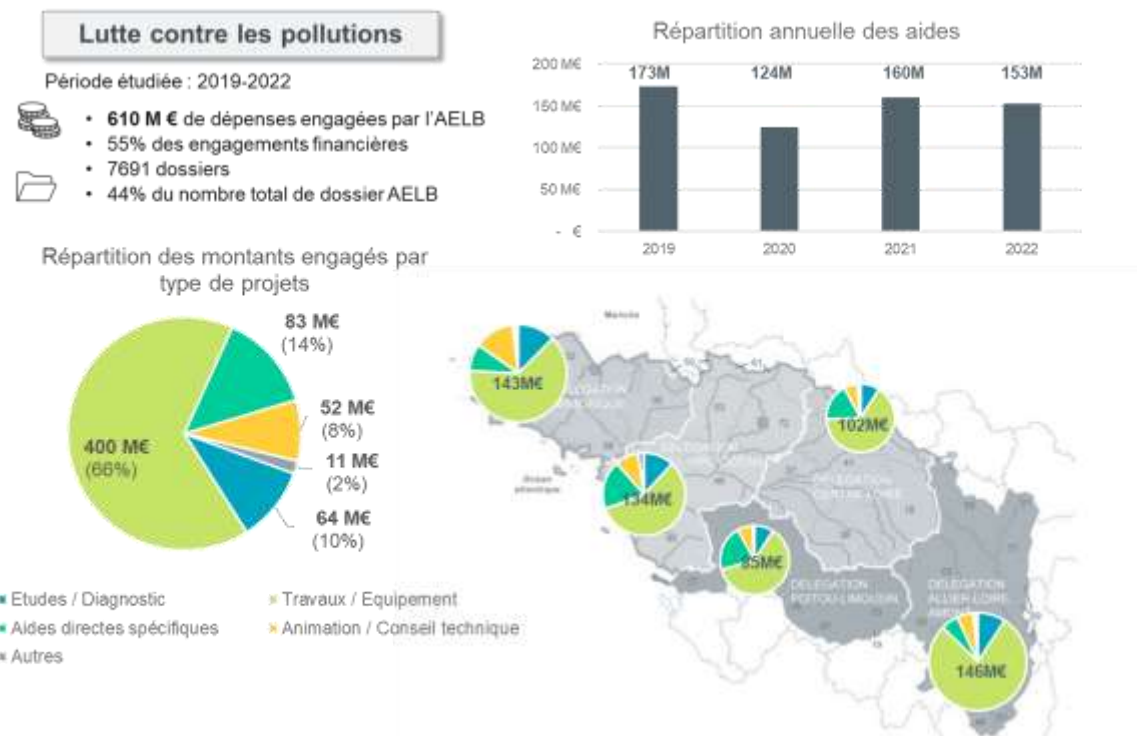 Lutte contre les pollutions
Période étudiée : 2019-2022
• 610 M € de dépenses engagées par l'AELB
• 55% des engagements financières
• 7691 dossiers
• 44% du nombre total de dossier AELB
Répartition annuelle des aides
200 M€
150 M€
100 M€
50 M€
- €
173M
124M
160M
153M
2019
2020
2021
2022
Répartition des montants engagés par
type de projets
83 M€
(14%)
52 M€
(8%)
11 M€
(2%)
64 M€
(10%)
400 M€
(66%)
Etudes / Diagnostic
Travaux / Equipement
Aides directes spécifiques
Animation / Conseil technique
Autres
143M€
102M€
134M€
DELEGATION
CENTRE-LOIRE
95M€
DELEGATION
POITOU-LIMOUSIN
DELEGATION
ALLIER-LOIRE
146M€
Océan
atlantique